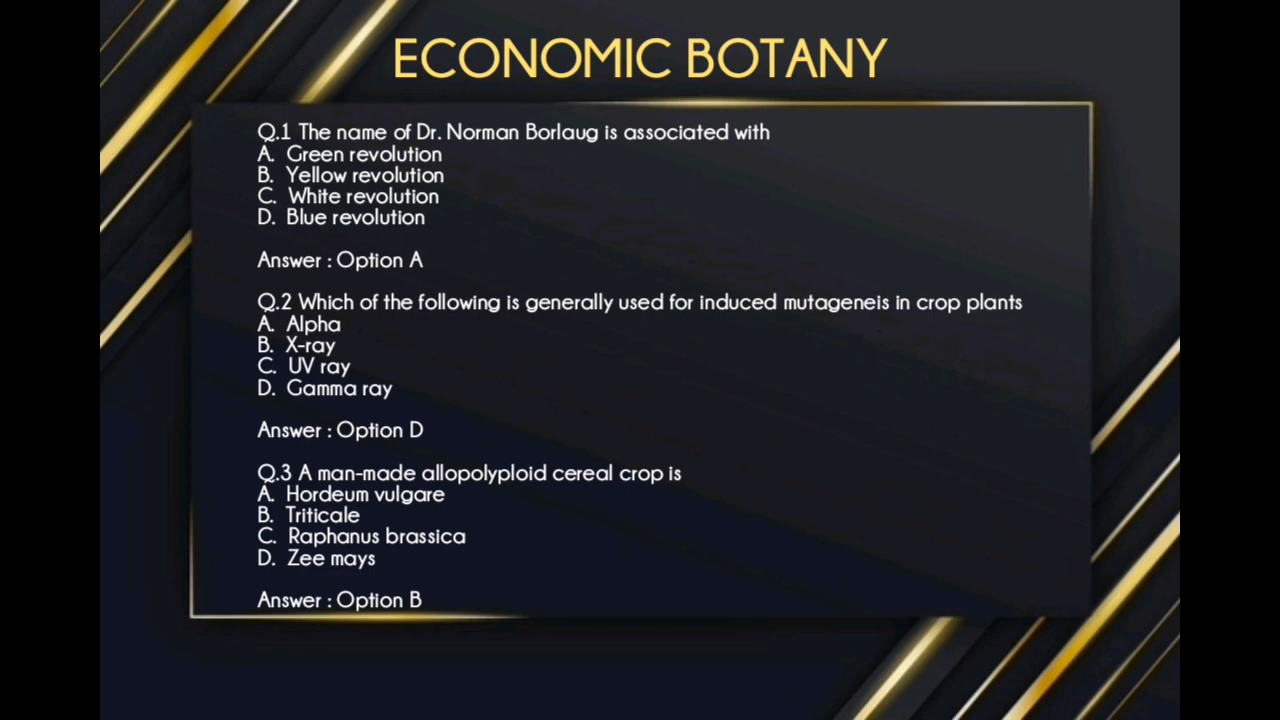 ECONOMIC BOTANY
Q.1 The name of Dr. Norman Borlaug is associated with
A. Green revolution
B. Yellow revolution
C. White revolution
D. Blue revolution
Answer : Option A
Q.2 Which of the following is generally used for induced mutageneis in crop plants
A. Alpha
B. X-ray
C. UV ray
D. Gamma ray
Answer : Option D
Q.3 A man-made allopolyploid cereal crop is
A. Hordeum vulgare
B. Triticale
C. Raphanus brassica
D. Zee mays
Answer : Option B